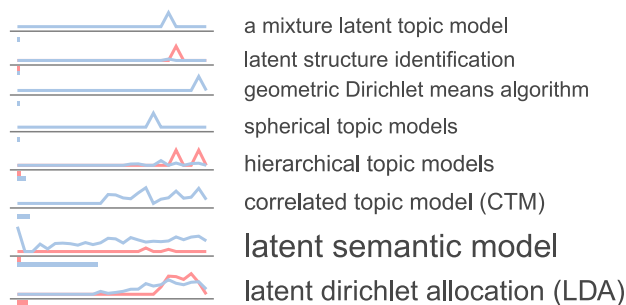 a mixture latent topic model
latent structure identification
geometric Dirichlet means algorithm
spherical topic models
hierarchical topic models
correlated topic model (CTM)
latent semantic model
latent dirichlet allocation (LDA)